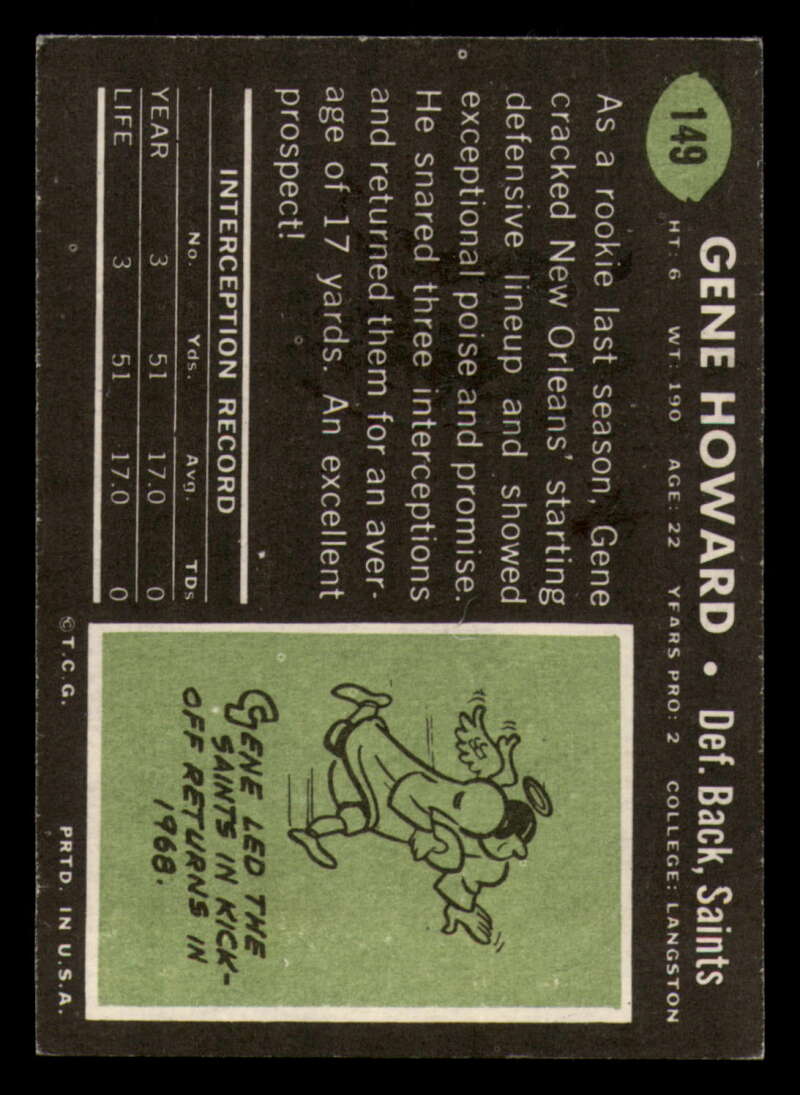 149
GENE HOWARD • Def. Back, Saints
HT: 6 WT: 190 AGE: 22 YEARS PRO: 2 COLLEGE: LANGSTON
As a rookie last season, Gene
cracked New Orleans' starting
defensive lineup and showed
exceptional poise and promise.
He snared three interceptions
and returned them for an aver-
age of 17 yards. An excellent
prospect!
INTERCEPTION RECORD
No. Yds. Avg. TDs
YEAR 3 51 17.0 0
LIFE 3 51 17.0 0
GENE LED THE
SAINTS IN KICK-
OFF RETURNS IN
1968.
© T.C.G. PRTD. IN U.S.A.